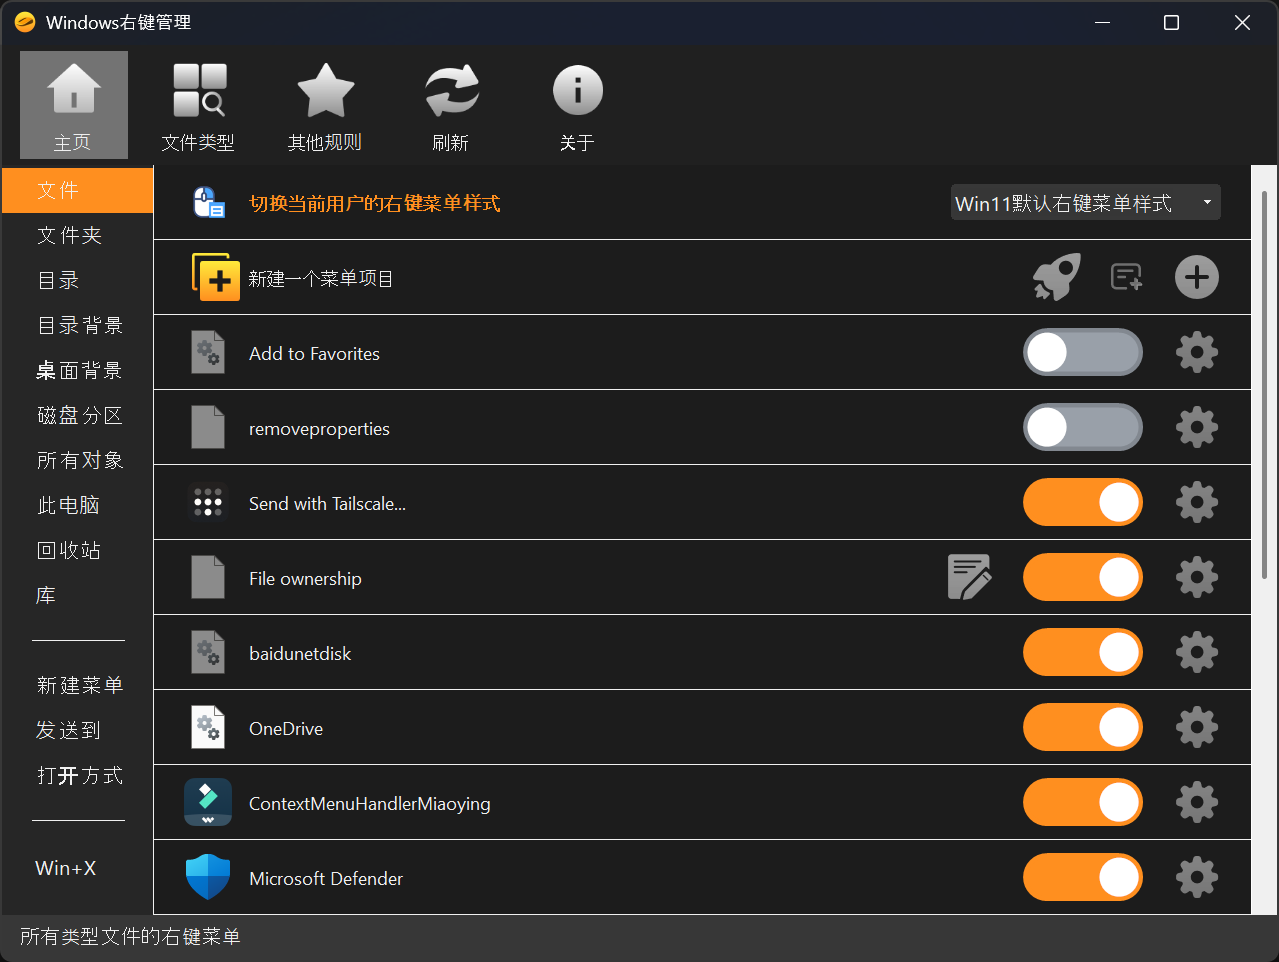 Windows右键管理
主页
文件类型
其他规则
刷新
关于
文件
文件夹
目录
目录背景
桌面背景
磁盘分区
所有对象
此电脑
回收站
库
新建菜单
发送到
打开方式
Win+X
切换当前用户的右键菜单样式
Win11默认右键菜单样式
新建一个菜单项目
Add to Favorites
removeproperties
Send with Tailscale...
File ownership
baidunetdisk
OneDrive
ContextMenuHandlerMiaoying
Microsoft Defender
所有类型文件的右键菜单